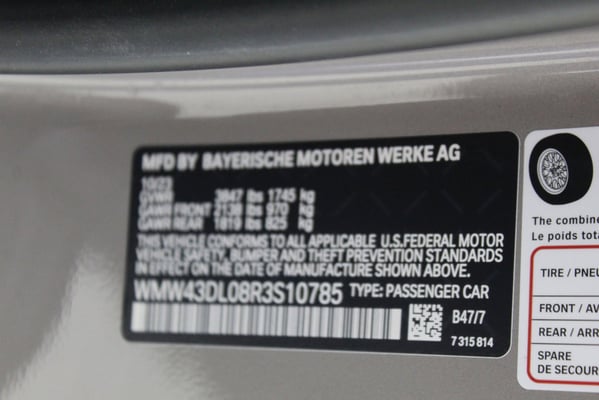 MFD BY BAYERISCHE MOTOREN WERKE AG
10/23
GVWR 3847 lbs 1745 kg
GAWR FRONT 2138 lbs 970 kg
GAWR REAR 1819 lbs 825 kg
THIS VEHICLE CONFORMS TO ALL APPLICABLE U.S.FEDERAL MOTOR
VEHICLE SAFETY, BUMPER AND THEFT PREVENTION STANDARDS
IN EFFECT ON THE DATE OF MANUFACTURE SHOWN ABOVE.
WMW43DL08R3S10785 TYPE: PASSENGER CAR
B47/7
7 315 814
The combine
Le poids tota
TIRE / PNEU
FRONT / AV
REAR / ARR
SPARE
DE SECOUR